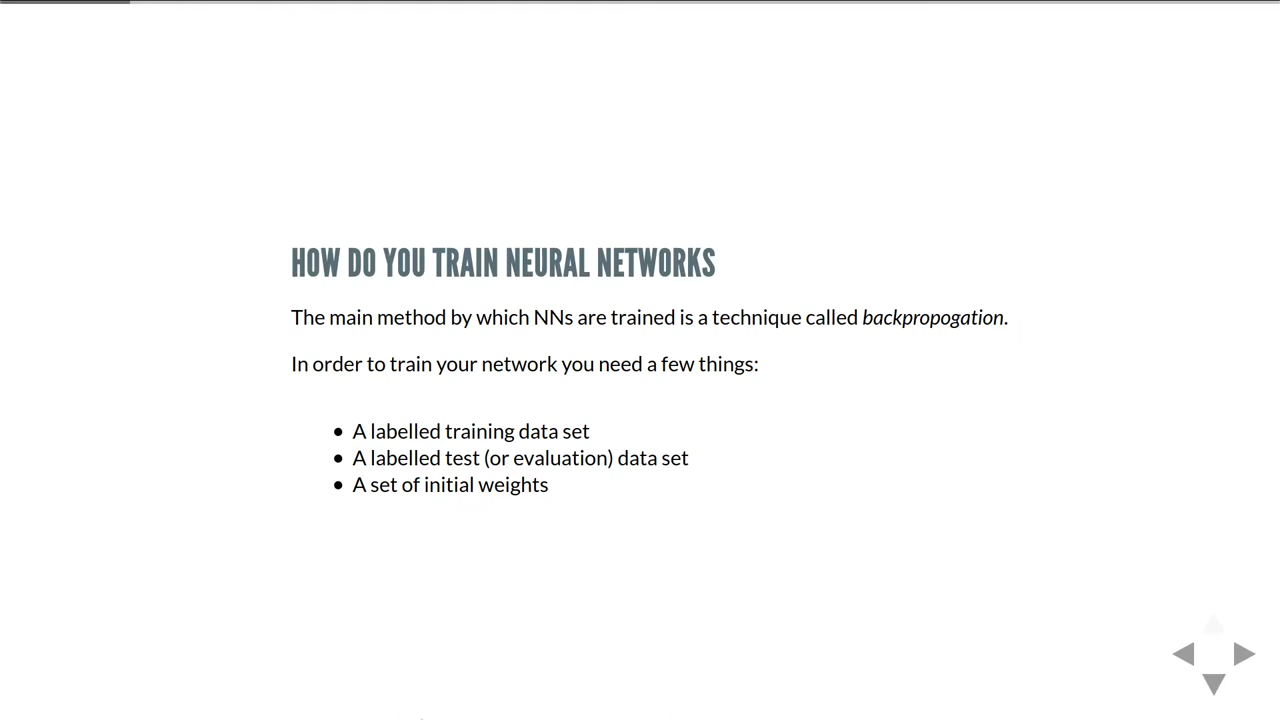 HOW DO YOU TRAIN NEURAL NETWORKS
The main method by which NNs are trained is a technique called backpropogation.
In order to train your network you need a few things:
• A labelled training data set
• A labelled test (or evaluation) data set
• A set of initial weights